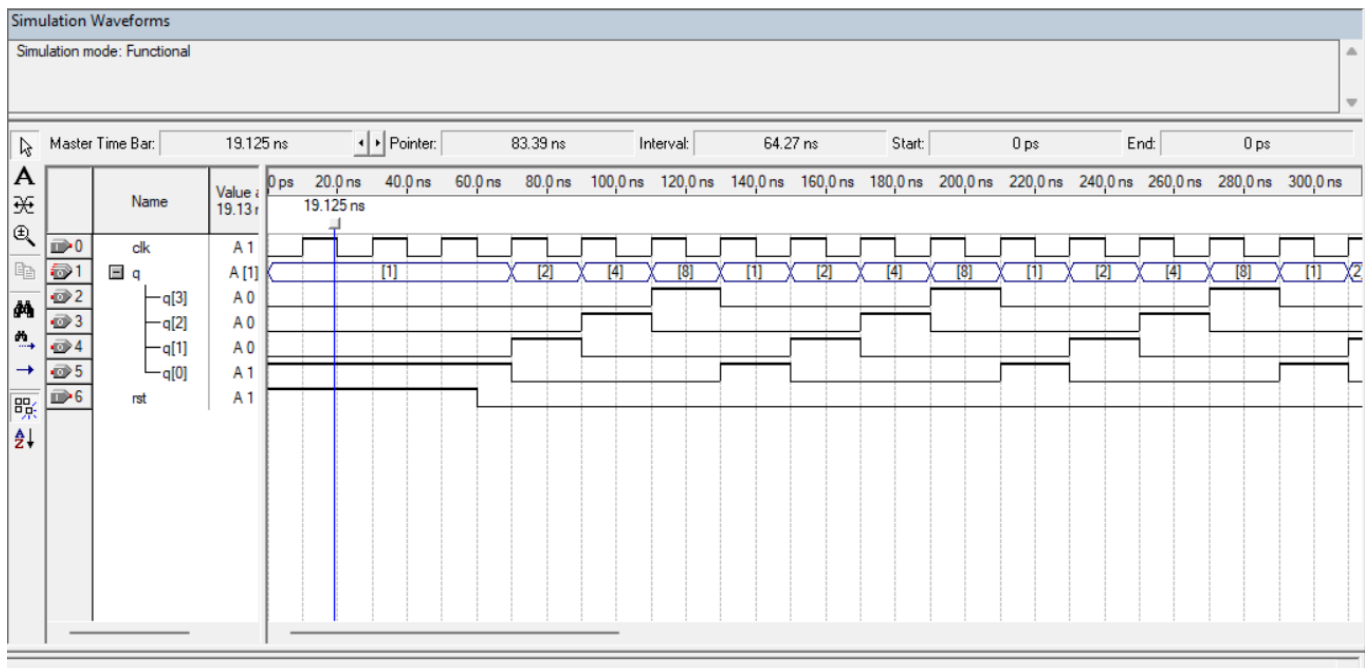 Simulation Waveforms
Simulation mode: Functional
Master Time Bar: 19.125 ns Pointer: 83.39 ns Interval: 64.27 ns Start: 0 ps End: 0 ps
Name
Value a
19.13 r
0 ps 20.0 ns 40.0 ns 60.0 ns 80.0 ns 100.0 ns 120.0 ns 140.0 ns 160.0 ns 180.0 ns 200.0 ns 220.0 ns 240.0 ns 260.0 ns 280.0 ns 300.0 ns
19.125 ns
0 clk A 1
1 q A [1] [1] [2] [4] [8] [1] [2] [4] [8] [1] [2] [4] [8] [1] [2
2 q[3] A 0
3 q[2] A 0
4 q[1] A 0
5 q[0] A 1
6 rst A 1